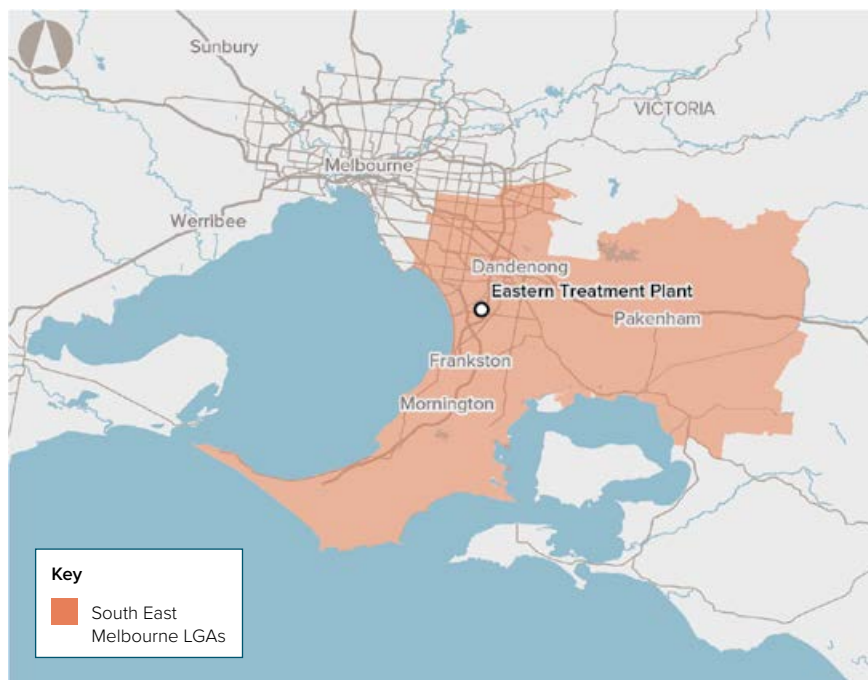 Sunbury
VICTORIA
Melbourne
Werribee
Dandenong
Eastern Treatment Plant
Pakenham
Frankston
Mornington
Key
South East
Melbourne LGAs